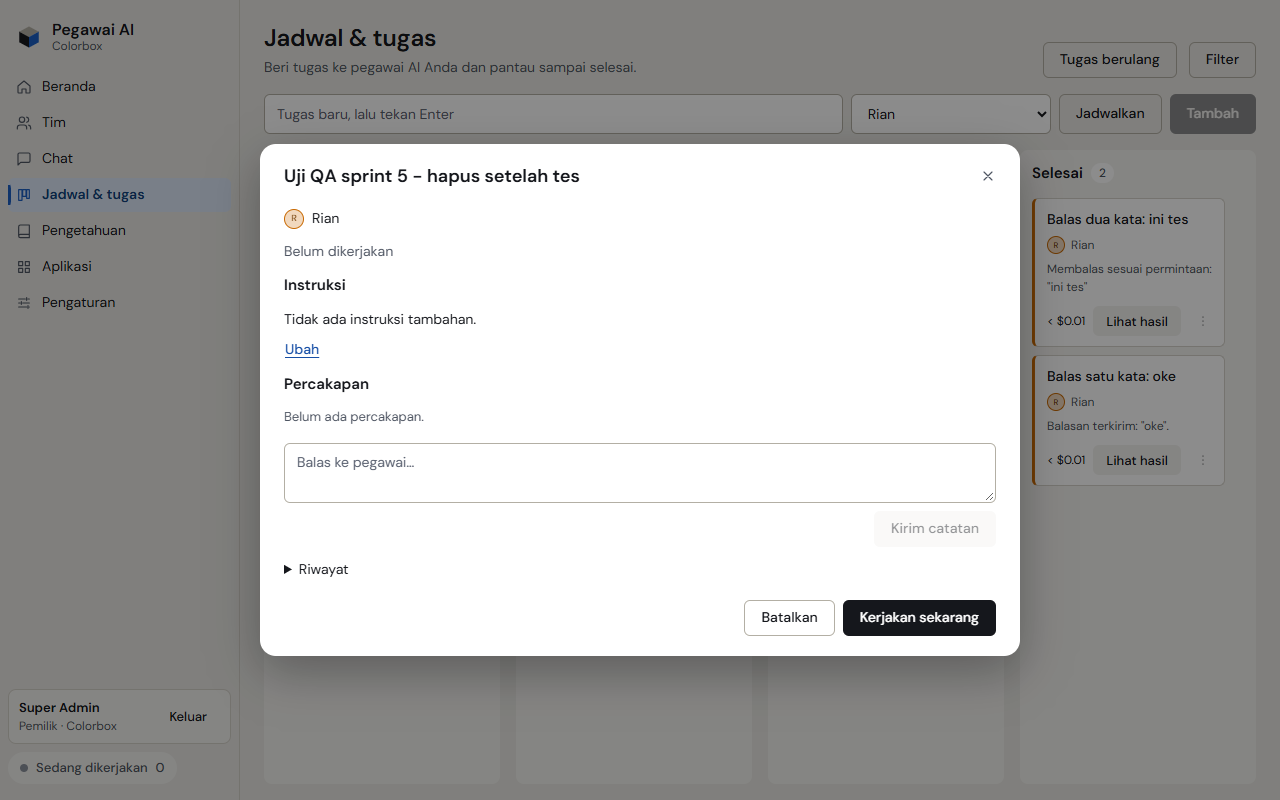 Pegawai AI
Colorbox
Beranda
Tim
Chat
Jadwal & tugas
Pengetahuan
Aplikasi
Pengaturan
Super Admin
Pemilik · Colorbox
Keluar
Sedang dikerjakan 0
Jadwal & tugas
Beri tugas ke pegawai AI Anda dan pantau sampai selesai.
Tugas berulang
Filter
Tugas baru, lalu tekan Enter
Rian
Jadwalkan
Tambah
Uji QA sprint 5 - hapus setelah tes
R Rian
Belum dikerjakan
Instruksi
Tidak ada instruksi tambahan.
Ubah
Percakapan
Belum ada percakapan.
Balas ke pegawai...
Kirim catatan
Riwayat
Batalkan
Kerjakan sekarang
Selesai 2
Balas dua kata: ini tes
R Rian
Membalas sesuai permintaan:
"ini tes"
< $0.01 Lihat hasil
Balas satu kata: oke
R Rian
Balasan terkirim: "oke".
< $0.01 Lihat hasil